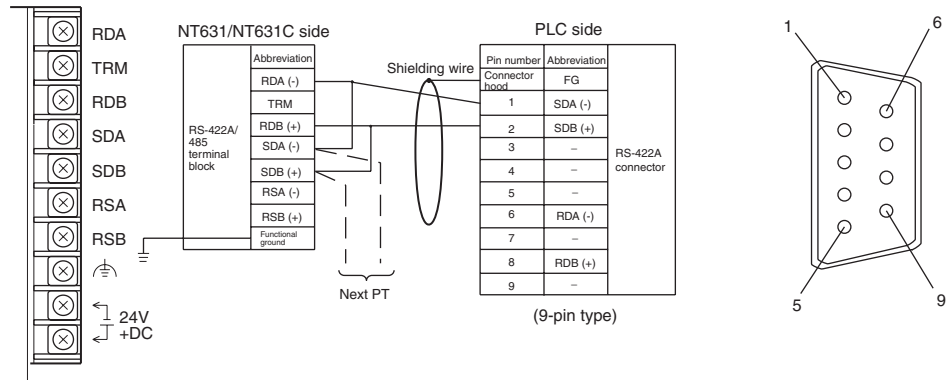 RDA
TRM
RDB
SDA
SDB
RSA
RSB
24V
+DC
NT631/NT631C side
RS-422A/
485
terminal
block
Abbreviation
RDA (-)
TRM
RDB (+)
SDA (-)
SDB (+)
RSA (-)
RSB (+)
Functional
ground
Shielding wire
Next PT
PLC side
Pin number Abbreviation
Connector
hood
FG
1 SDA (-)
2 SDB (+)
3 –
4 –
5 –
6 RDA (-)
7 –
8 RDB (+)
9 –
RS-422A
connector
(9-pin type)
1
6
5
9